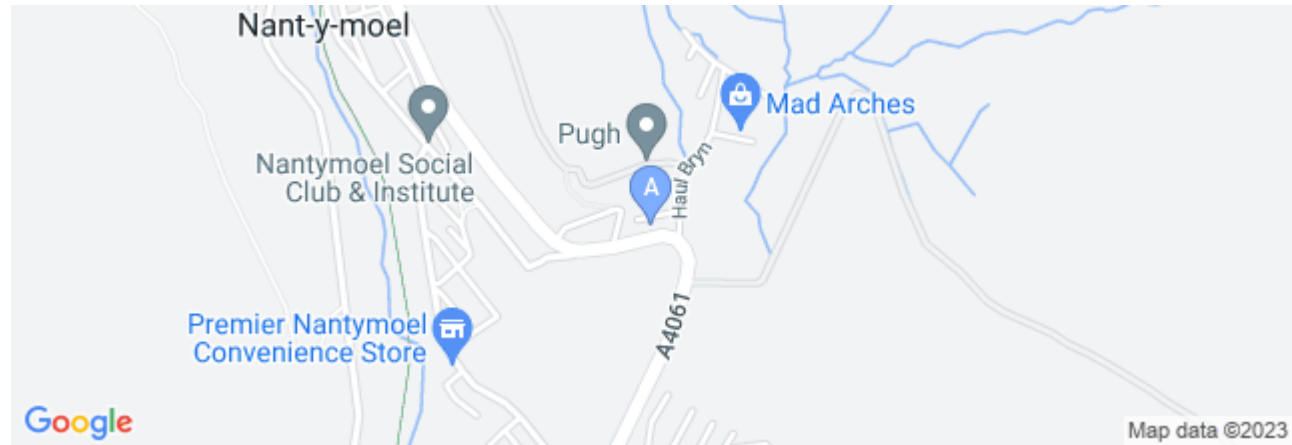 Nant-y-moel
Mad Arches
Pugh
Nantymoel Social
Club & Institute
A
Haul Bryn
A4061
Premier Nantymoel
Convenience Store
Google
Map data ©2023